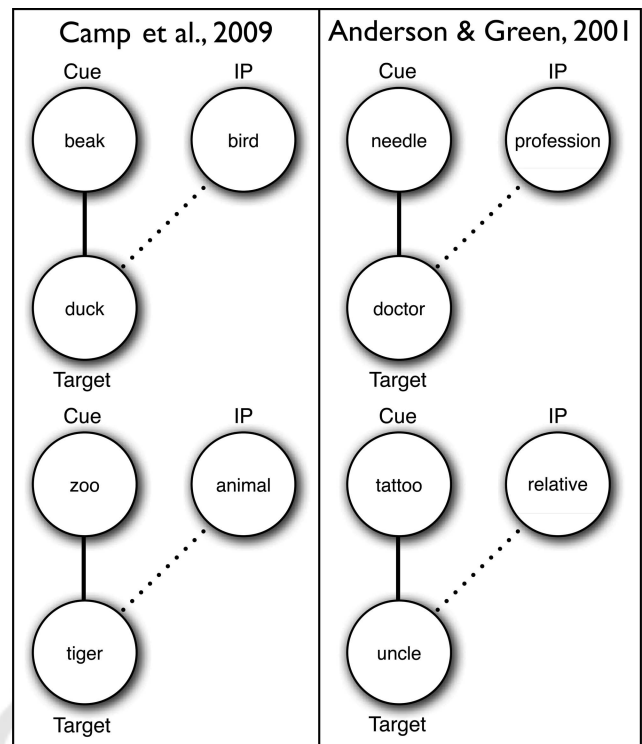 Camp et al., 2009
Cue IP
beak bird
duck
Target
Cue IP
zoo animal
tiger
Target
Anderson & Green, 2001
Cue IP
needle profession
doctor
Target
Cue IP
tattoo relative
uncle
Target